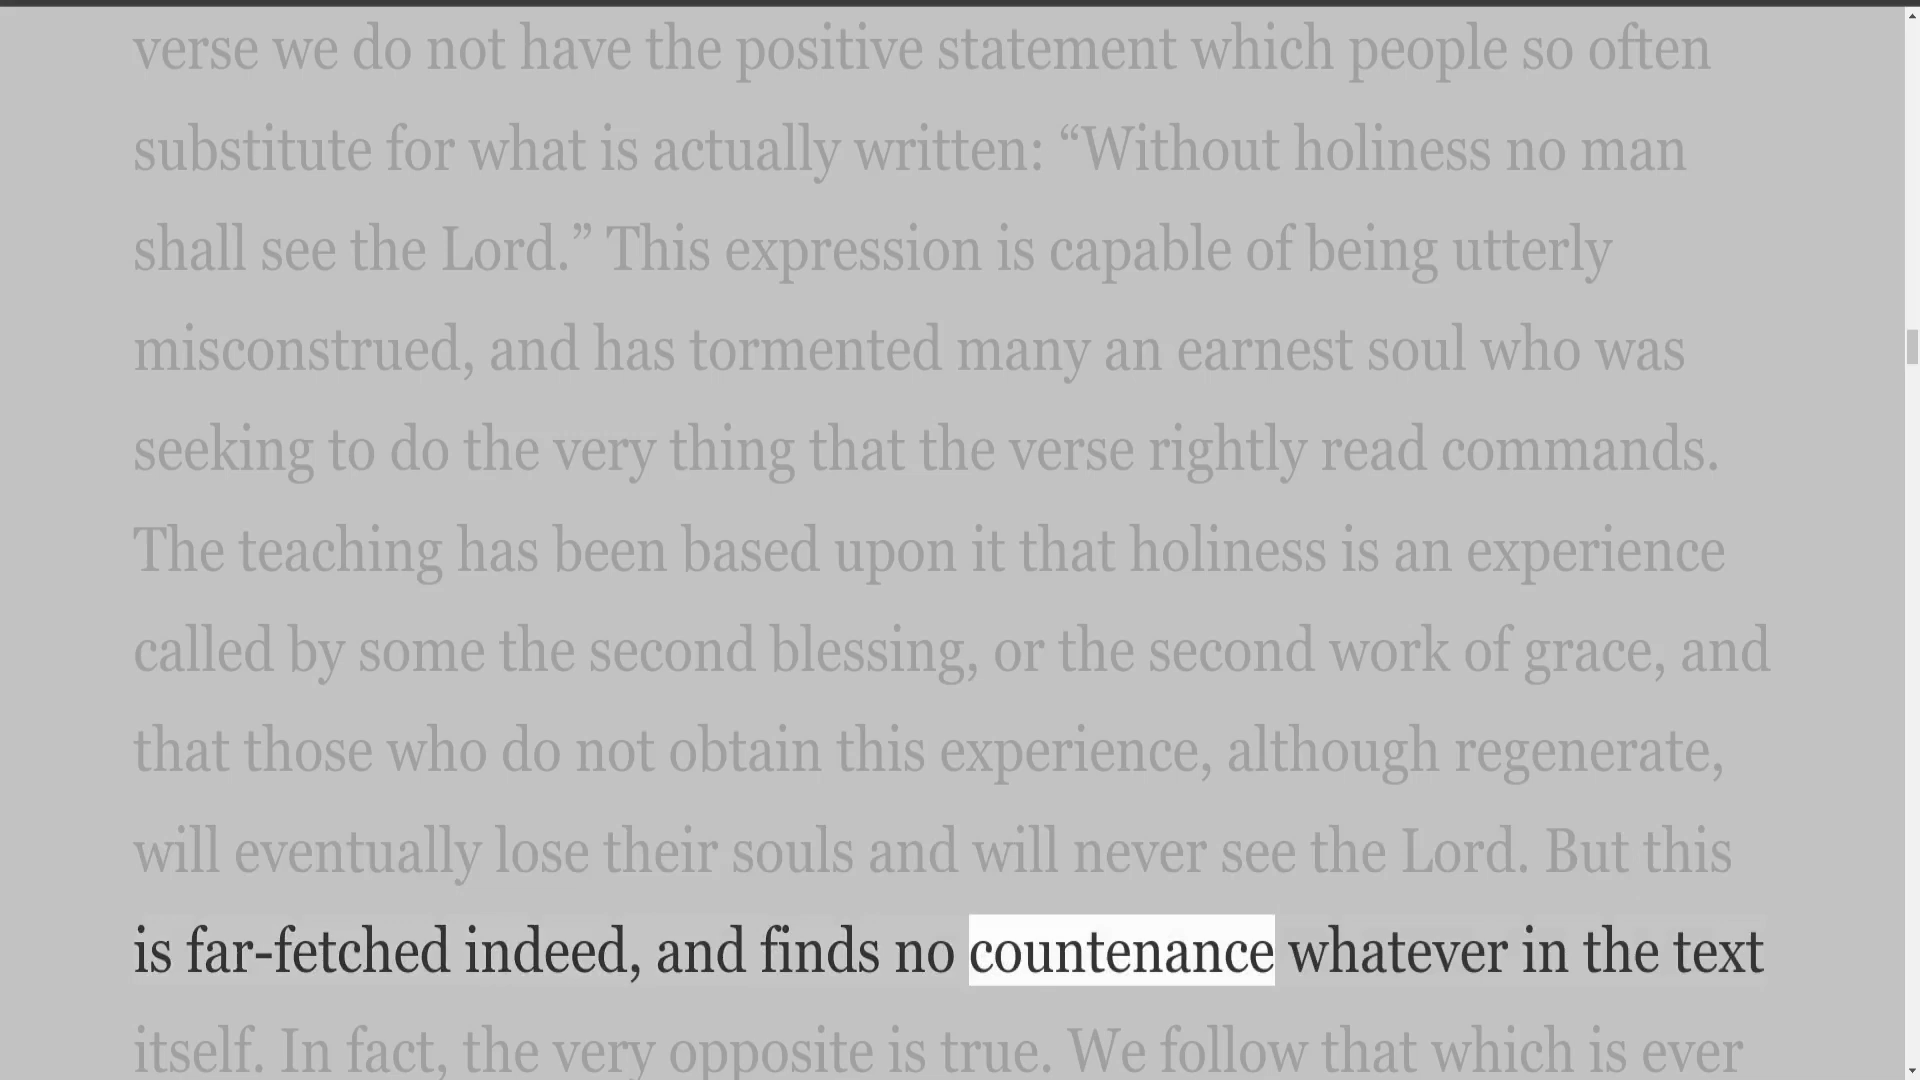 verse we do not have the positive statement which people so often
substitute for what is actually written: “Without holiness no man
shall see the Lord.” This expression is capable of being utterly
misconstrued, and has tormented many an earnest soul who was
seeking to do the very thing that the verse rightly read commands.
The teaching has been based upon it that holiness is an experience
called by some the second blessing, or the second work of grace, and
that those who do not obtain this experience, although regenerate,
will eventually lose their souls and will never see the Lord. But this
is far-fetched indeed, and finds no countenance whatever in the text
itself. In fact, the very opposite is true. We follow that which is ever